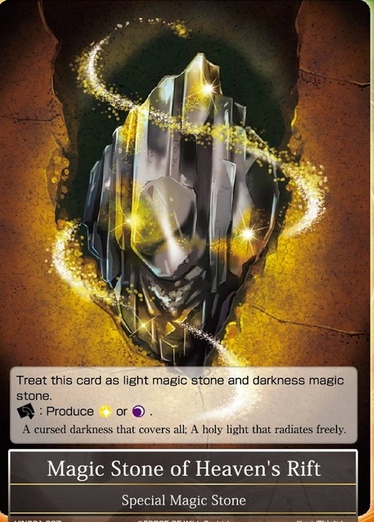 Treat this card as light magic stone and darkness magic
stone.
: Produce or .
A cursed darkness that covers all; A holy light that radiates freely.
Magic Stone of Heaven's Rift
Special Magic Stone